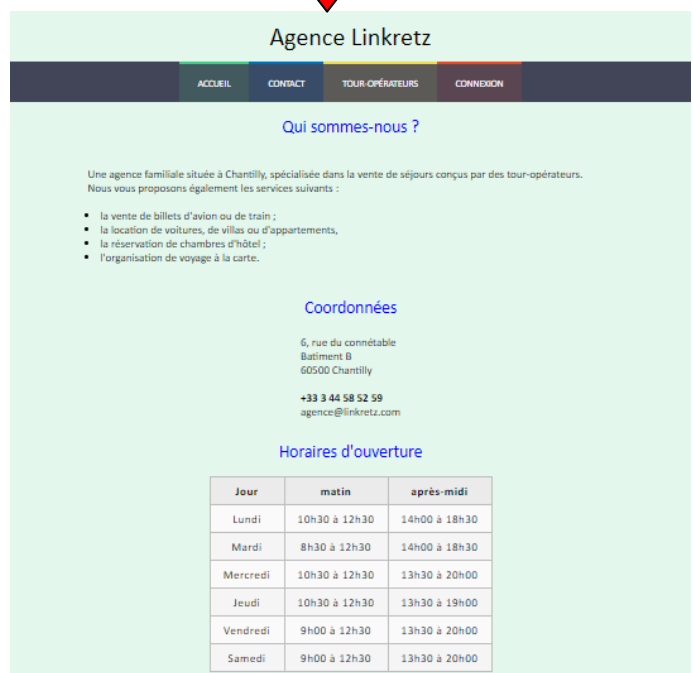 Agence Linkretz
ACCUEIL CONTACT TOUR-OPÉRATEURS CONNEXION
Qui sommes-nous ?
Une agence familiale située à Chantilly, spécialisée dans la vente de séjours conçus par des tour-opérateurs.
Nous vous proposons également les services suivants :
▪ la vente de billets d'avion ou de train ;
▪ la location de voitures, de villas ou d'appartements,
▪ la réservation de chambres d'hôtel ;
▪ l'organisation de voyage à la carte.
Coordonnées
6, rue du connétable
Batiment B
60500 Chantilly
+33 3 44 58 52 59
agence@linkretz.com
Horaires d'ouverture
Jour matin après-midi
Lundi 10h30 à 12h30 14h00 à 18h30
Mardi 8h30 à 12h30 14h00 à 18h30
Mercredi 10h30 à 12h30 13h30 à 20h00
Jeudi 10h30 à 12h30 13h30 à 19h00
Vendredi 9h00 à 12h30 13h30 à 20h00
Samedi 9h00 à 12h30 13h30 à 20h00